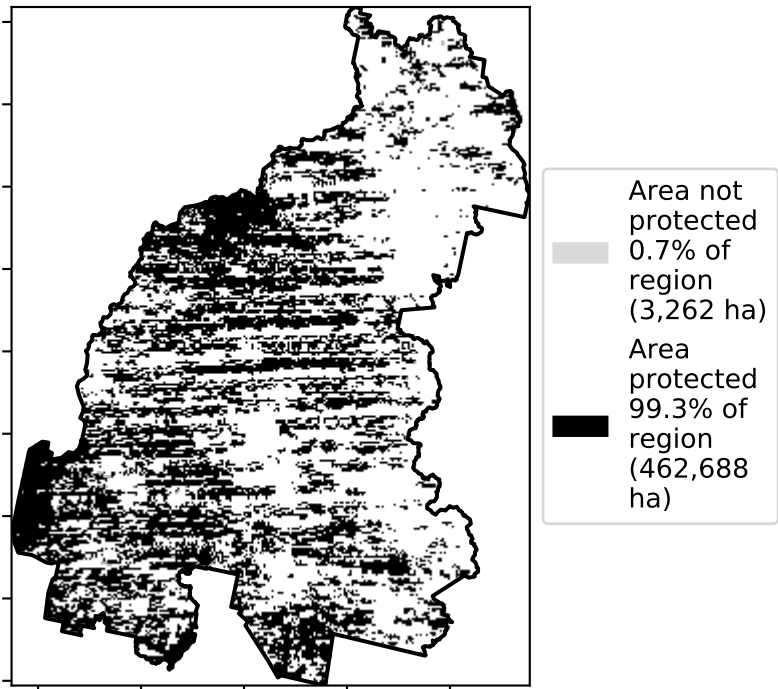 Area not
protected
0.7% of
region
(3,262 ha)
Area
protected
99.3% of
region
(462,688
ha)